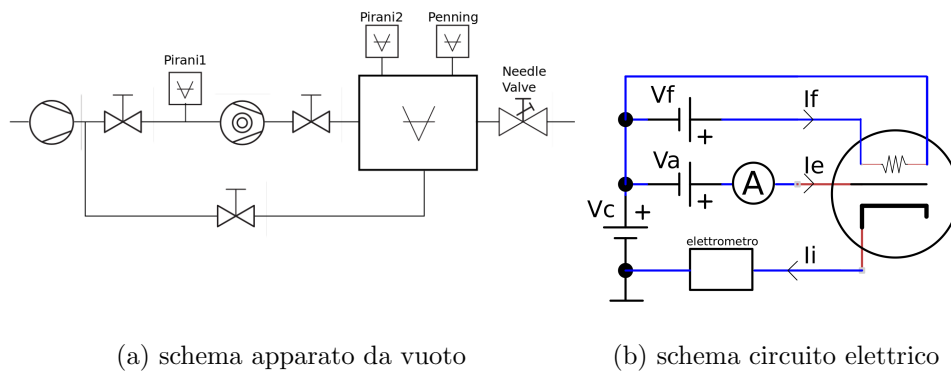 Pirani2
Penning
Pirani1
Needle
Valve
(a) schema apparato da vuoto
Vf
+
If
Va
+
A
Ie
Vc
+
elettrometro
Ii
(b) schema circuito elettrico